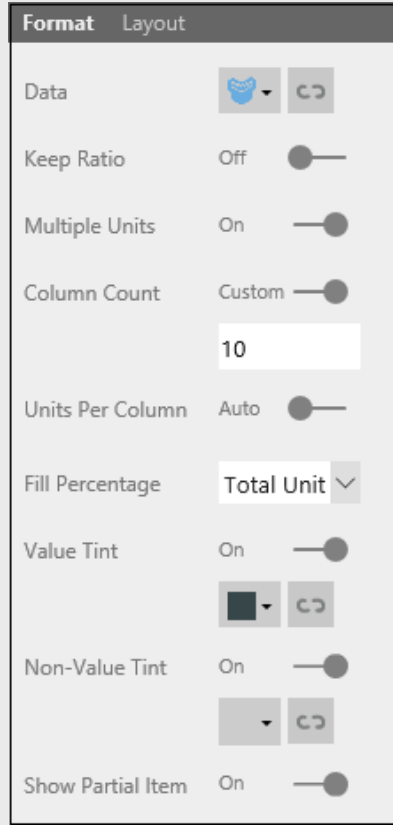 Format Layout
Data
Keep Ratio Off
Multiple Units On
Column Count Custom
10
Units Per Column Auto
Fill Percentage Total Unit
Value Tint On
Non-Value Tint On
Show Partial Item On